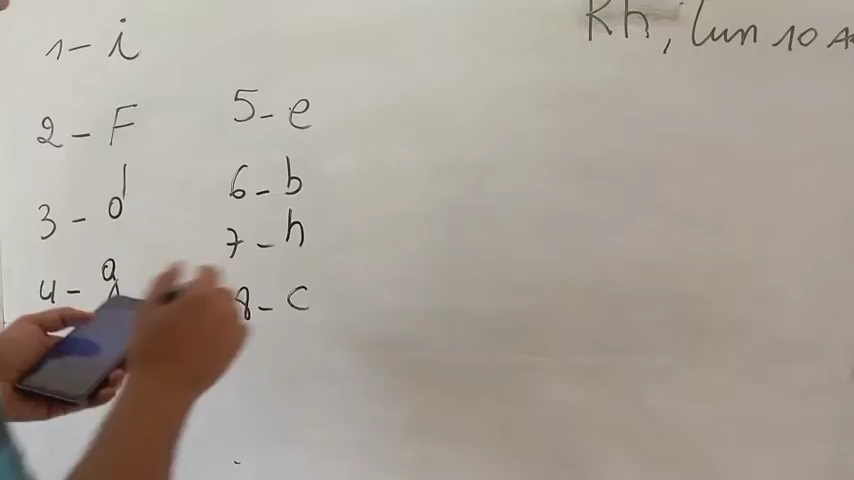 Kh, lun 10
1- i
2- F
3- d
4- g
5- e
6- b
7- h
8- c